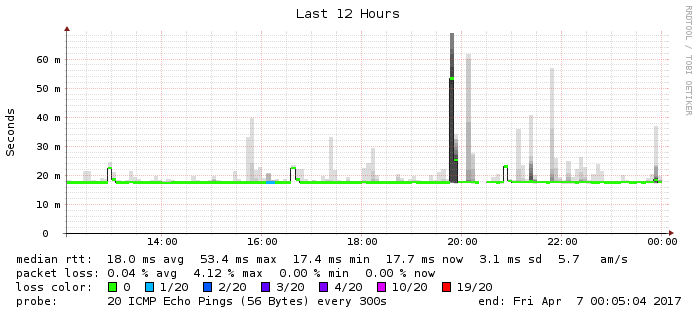 Last 12 Hours
RRDTOOL / TOBI OETIKER
Seconds
60 m
50 m
40 m
30 m
20 m
10 m
0
14:00 16:00 18:00 20:00 22:00 00:00
median rtt: 18.0 ms avg 53.4 ms max 17.4 ms min 17.7 ms now 3.1 ms sd 5.7 am/s
packet loss: 0.04 % avg 4.12 % max 0.00 % min 0.00 % now
loss color: 0 1/20 2/20 3/20 4/20 10/20 19/20
probe: 20 ICMP Echo Pings (56 Bytes) every 300s end: Fri Apr 7 00:05:04 2017